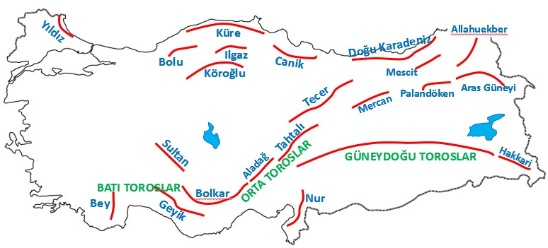 Yıldız
Küre
Allahuekber
Bolu
Ilgaz
Köroğlu
Canik
Doğu Karadeniz
Mescit
Tecer
Mercan
Palandöken
Aras Güneyi
Sultan
Tahtalı
Aladağ
ORTA TOROSLAR
GÜNEYDOĞU TOROSLAR
Hakkari
BATI TOROSLAR
Bolkar
Bey
Geyik
Nur